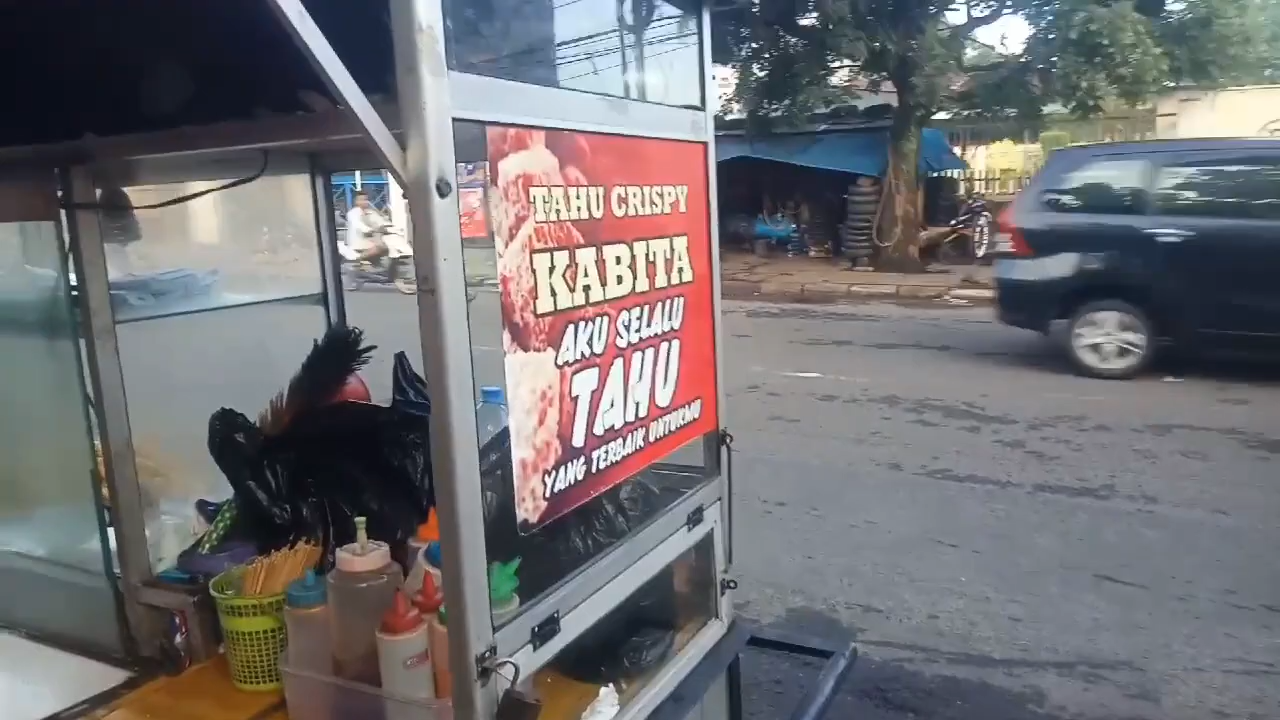 TAHU CRISPY
KABITA
AKU SELALU
TAHU
YANG TERBAIK UNTUKMU